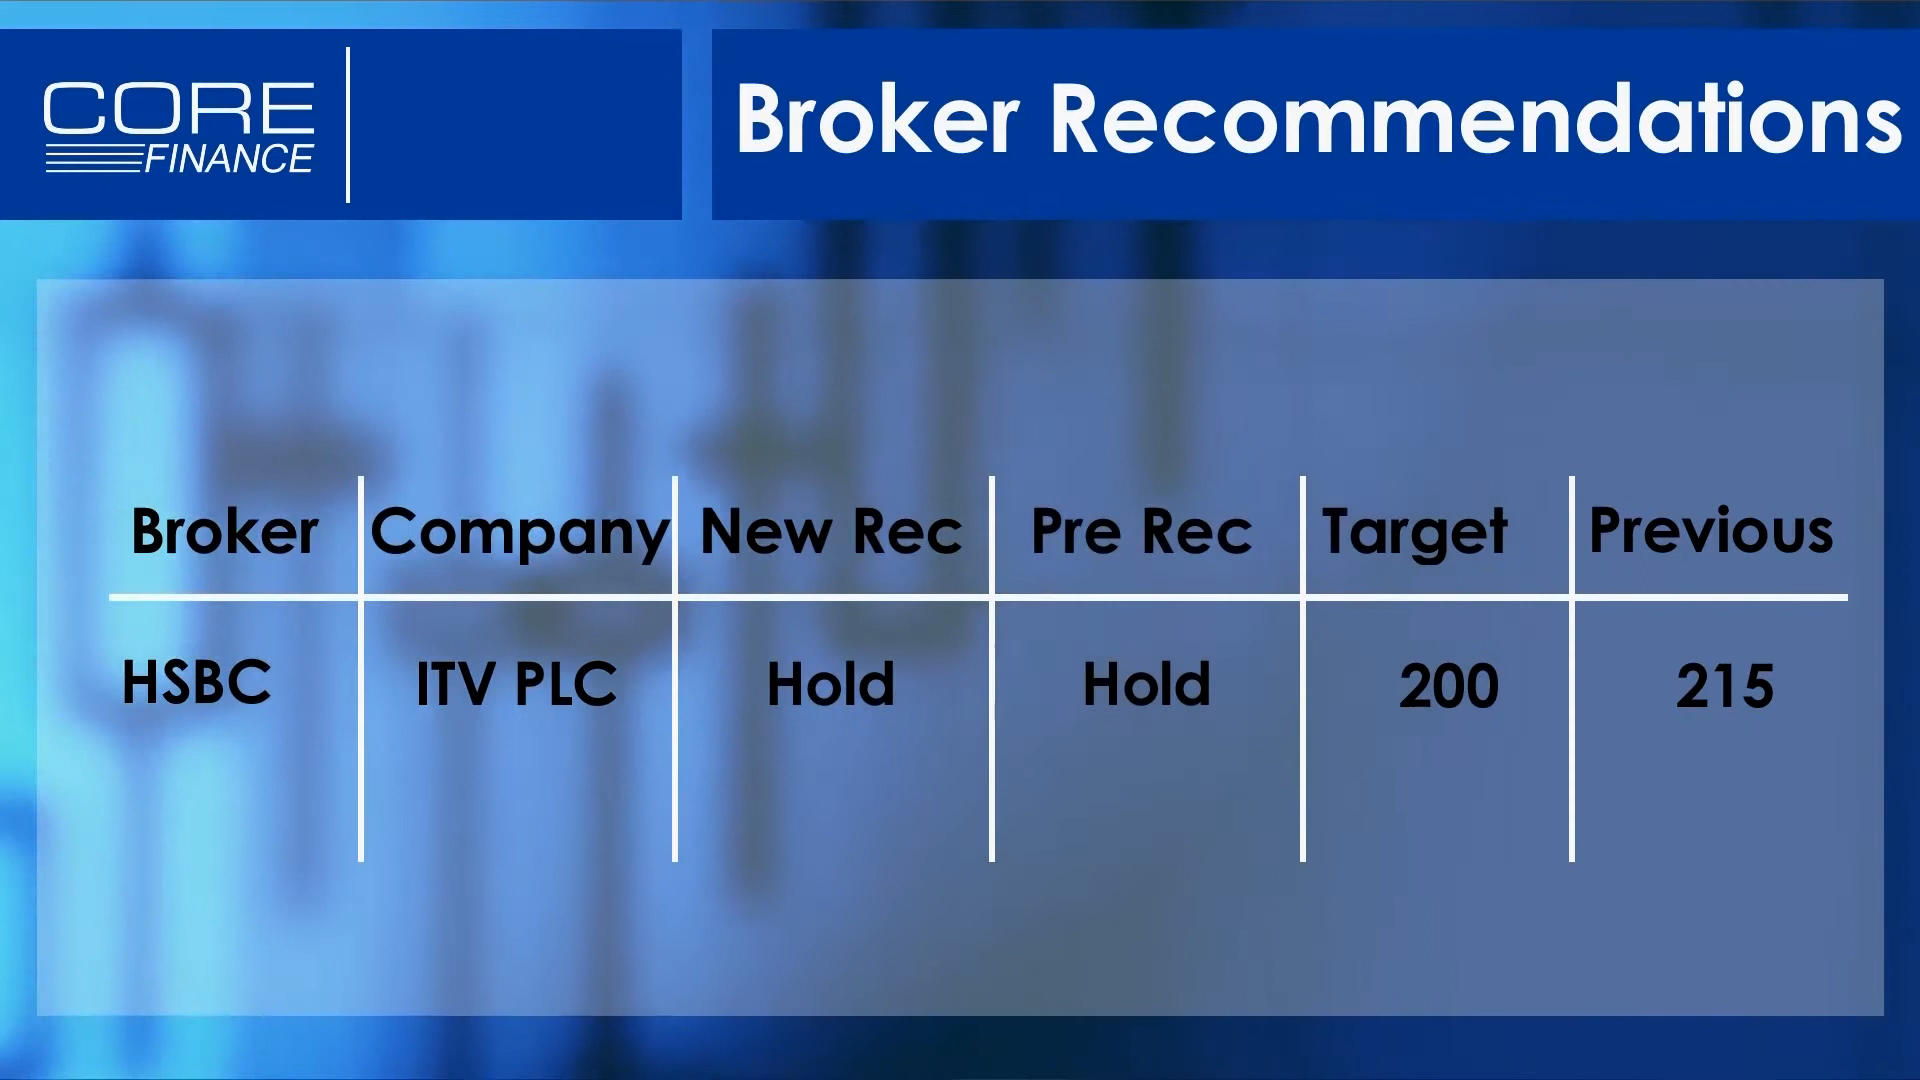 CORE
FINANCE
Broker Recommendations
Broker Company New Rec Pre Rec Target Previous
HSBC ITV PLC Hold Hold 200 215